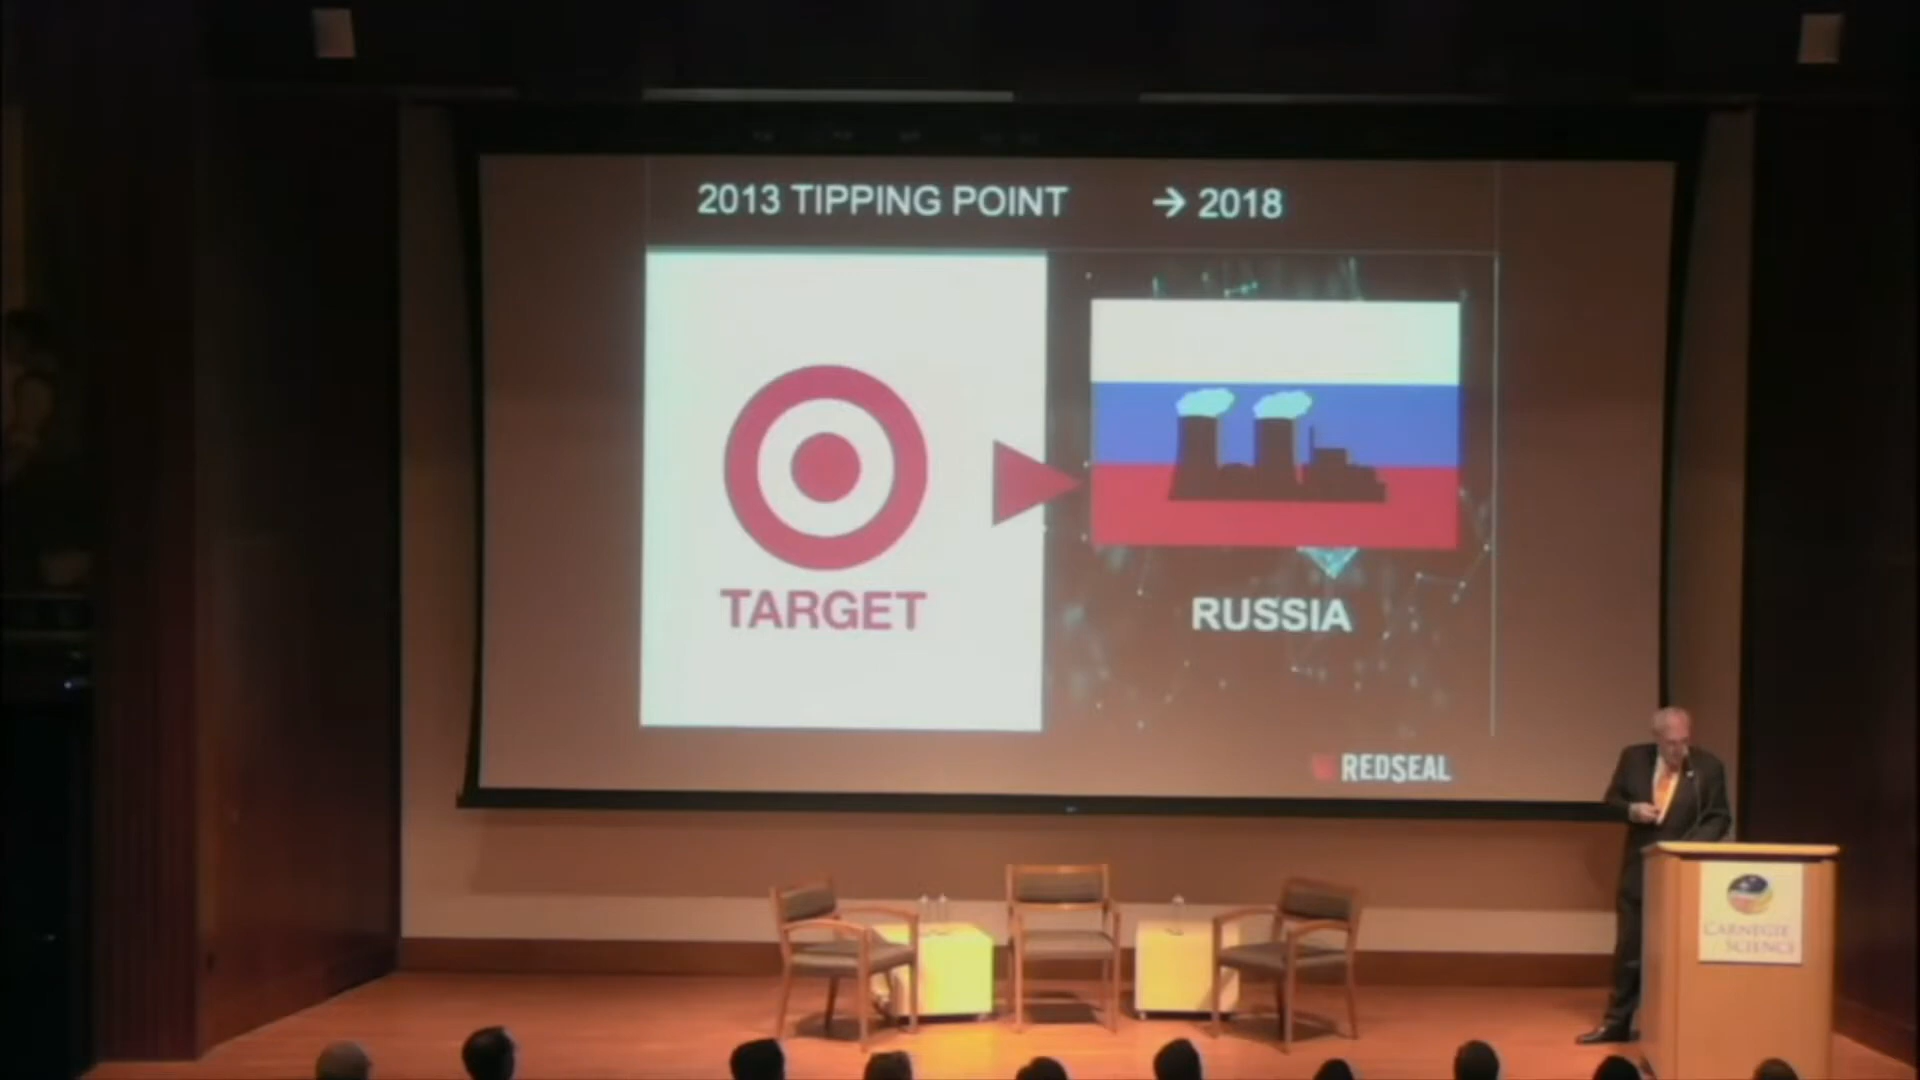 2013 TIPPING POINT → 2018
TARGET
RUSSIA
REDSEAL
CARNEGIE
SCIENCE